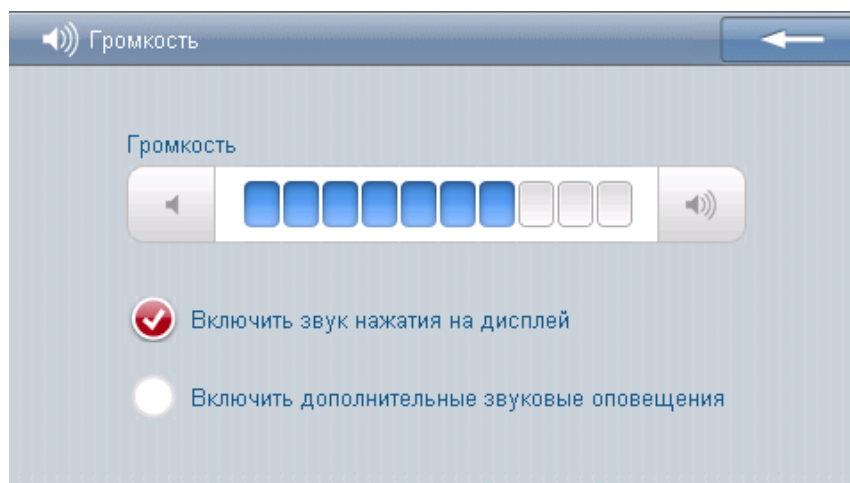 Громкость
Громкость
Включить звук нажатия на дисплей
Включить дополнительные звуковые оповещения